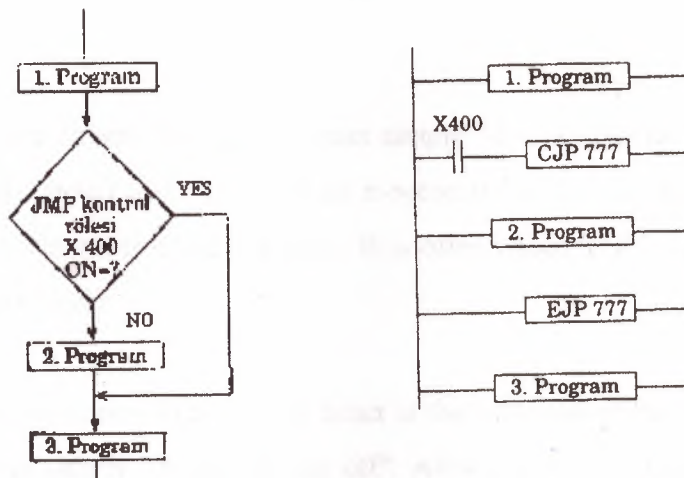 1. Program
YES
JMP kontrol
rölesi
X 400
ON=?
NO
2. Program
3. Program
1. Program
X400
CJP 777
2. Program
EJP 777
3. Program